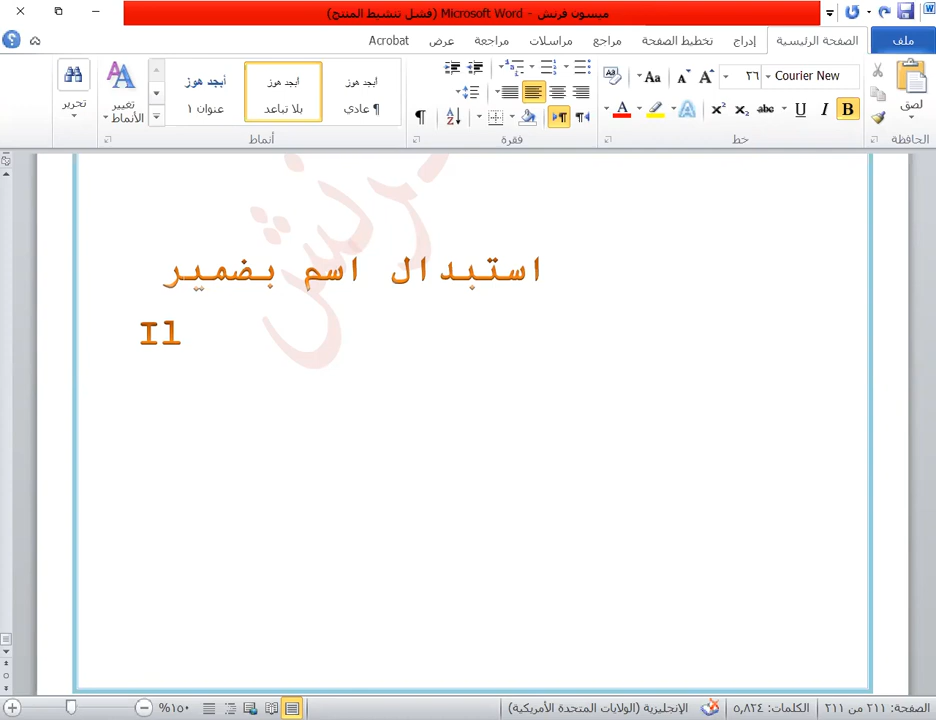 ميسون فرنش - Microsoft Word (فشل تنشيط المنتج)
ملف
الصفحة الرئيسية
إدراج
تخطيط الصفحة
مراجع
مراسلات
مراجعة
عرض
Acrobat
لصق
الحافظة
Courier New
٢٦
خط
فقرة
أبجد هوز
¶ عادي
أبجد هوز
بلا تباعد
أبجد هوز
عنوان ١
تغيير الأنماط
أنماط
تحرير
استبدال اسم بضمير
Il
الصفحة: ٢١١ من ٢١١
الكلمات: ٥,٨٢٤
الإنجليزية (الولايات المتحدة الأمريكية)
%١٥٠